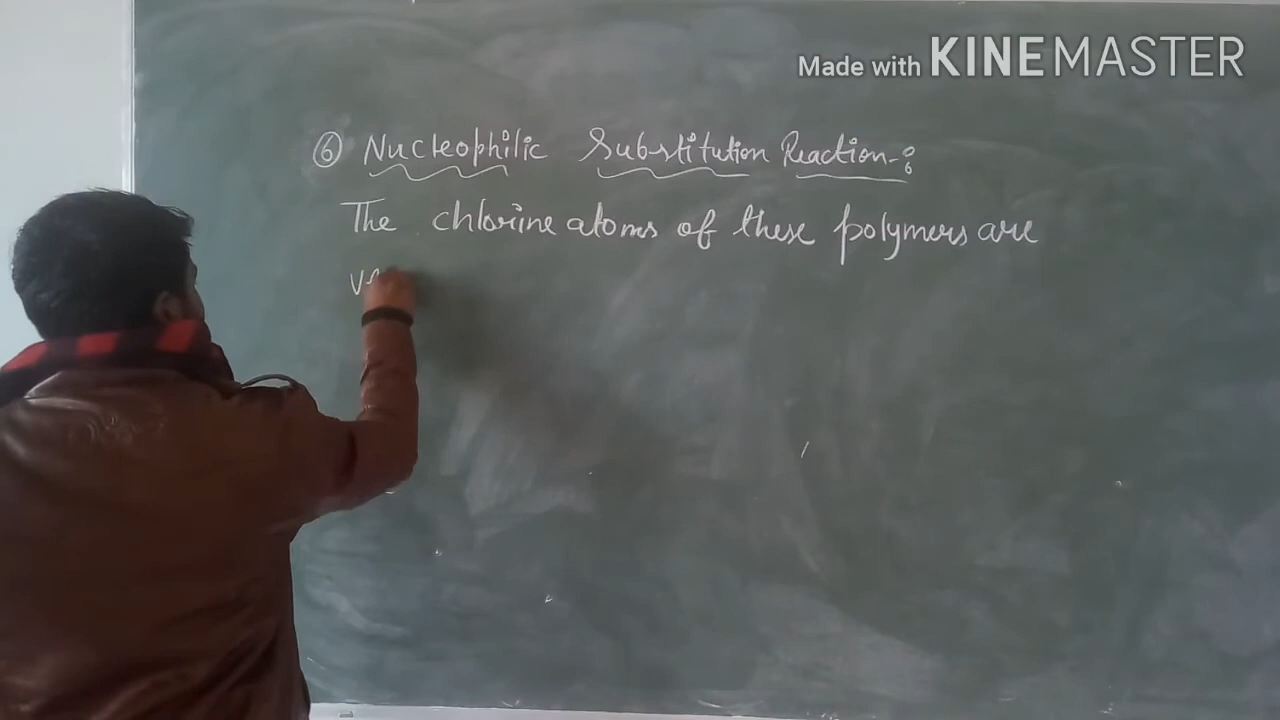 Made with KINEMASTER
⑥ Nucleophilic Substitution Reaction-:
The chlorine atoms of these polymers are